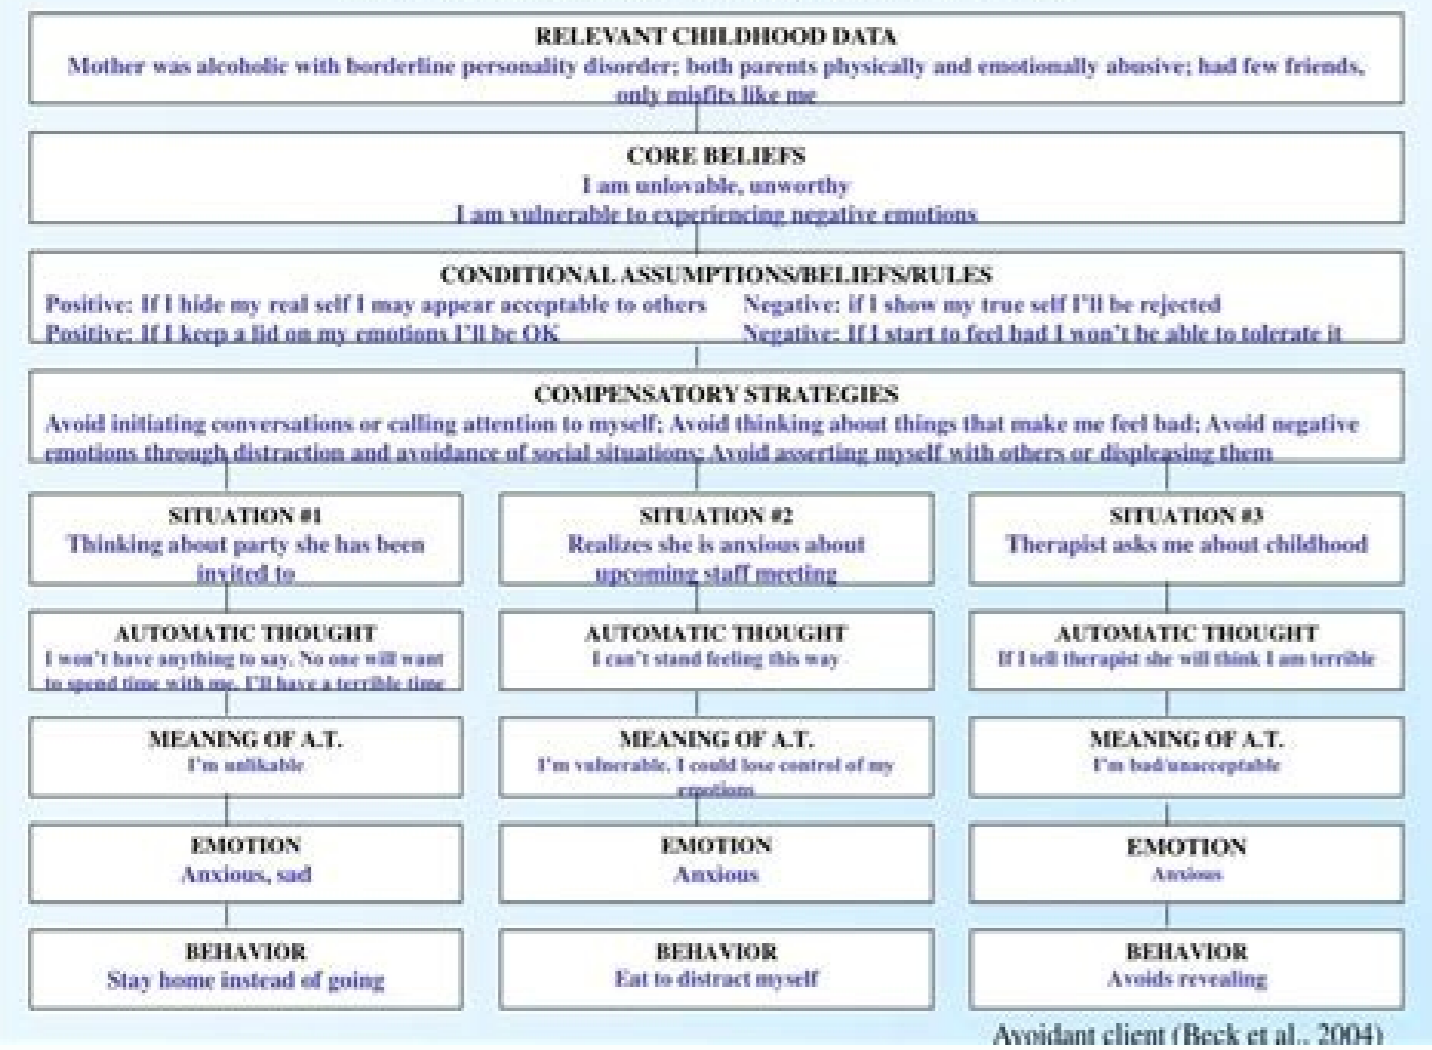 RELEVANT CHILDHOOD DATA
Mother was alcoholic with borderline personality disorder; both parents physically and emotionally abusive; had few friends,
only misfits like me
CORE BELIEFS
I am unlovable, unworthy
I am vulnerable to experiencing negative emotions
CONDITIONAL ASSUMPTIONS/BELIEFS/RULES
Positive: If I hide my real self I may appear acceptable to others Negative: if I show my true self I'll be rejected
Positive: If I keep a lid on my emotions I'll be OK Negative: If I start to feel bad I won't be able to tolerate it
COMPENSATORY STRATEGIES
Avoid initiating conversations or calling attention to myself; Avoid thinking about things that make me feel bad; Avoid negative
emotions through distraction and avoidance of social situations; Avoid asserting myself with others or displeasing them
SITUATION #1
Thinking about party she has been
invited to
AUTOMATIC THOUGHT
I won't have anything to say. No one will want
to spend time with me. I'll have a terrible time
MEANING OF A.T.
I'm unlikable
EMOTION
Anxious, sad
BEHAVIOR
Stay home instead of going
SITUATION #2
Realizes she is anxious about
upcoming staff meeting
AUTOMATIC THOUGHT
I can't stand feeling this way
MEANING OF A.T.
I'm vulnerable. I could lose control of my
emotions
EMOTION
Anxious
BEHAVIOR
Eat to distract myself
SITUATION #3
Therapist asks me about childhood
AUTOMATIC THOUGHT
If I tell therapist she will think I am terrible
MEANING OF A.T.
I'm bad/unacceptable
EMOTION
Anxious
BEHAVIOR
Avoids revealing
Avoidant client (Beck et al., 2004)